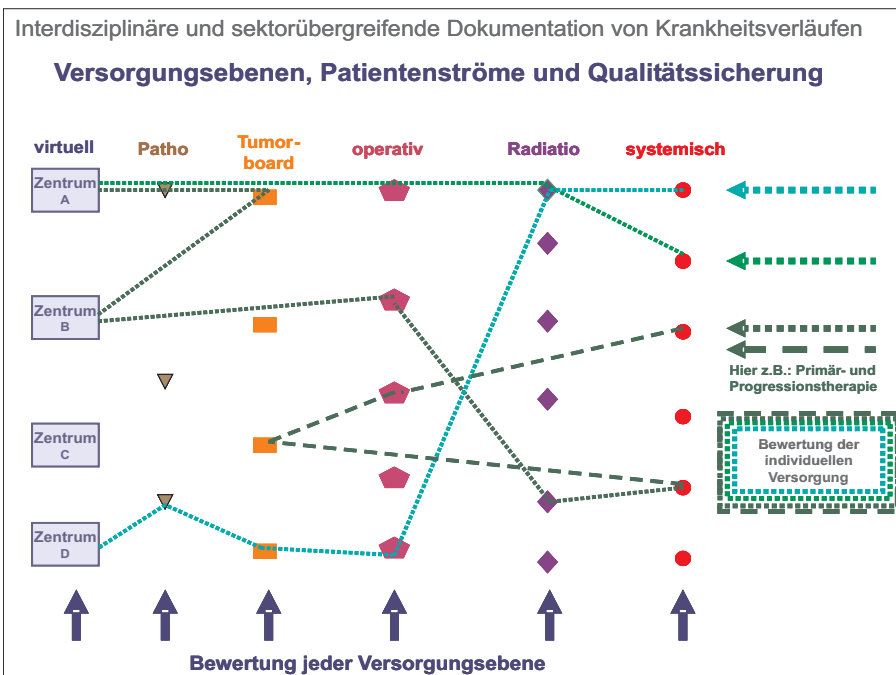 Interdisziplinäre und sektorübergreifende Dokumentation von Krankheitsverläufen
Versorgungsebenen, Patientenströme und Qualitätssicherung
virtuell
Patho
Tumor-
board
operativ
Radiatio
systemisch
Zentrum
A
Zentrum
B
Zentrum
C
Zentrum
D
Hier z.B.: Primär- und
Progressionstherapie
Bewertung der
individuellen
Versorgung
Bewertung jeder Versorgungsebene